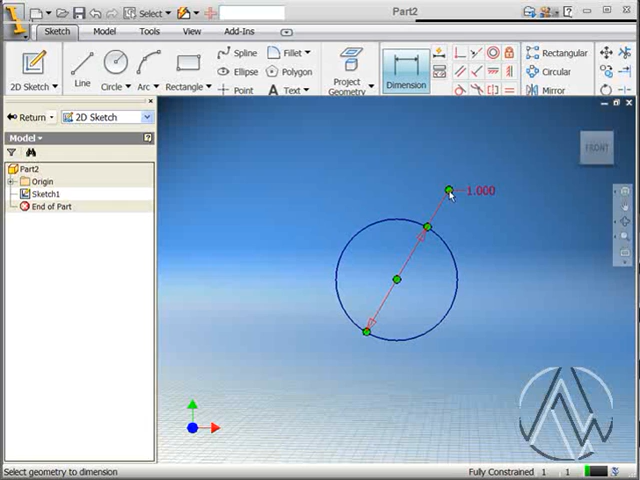 Select
Part2
Sketch
Model
Tools
View
Add-Ins
2D Sketch
Line
Circle
Arc
Rectangle
Spline
Ellipse
Point
Fillet
Polygon
Text
Project
Geometry
Dimension
Rectangular
Circular
Mirror
Return
2D Sketch
Model
Part2
Origin
Sketch1
End of Part
1.000
FRONT
Select geometry to dimension
Fully Constrained 1 1